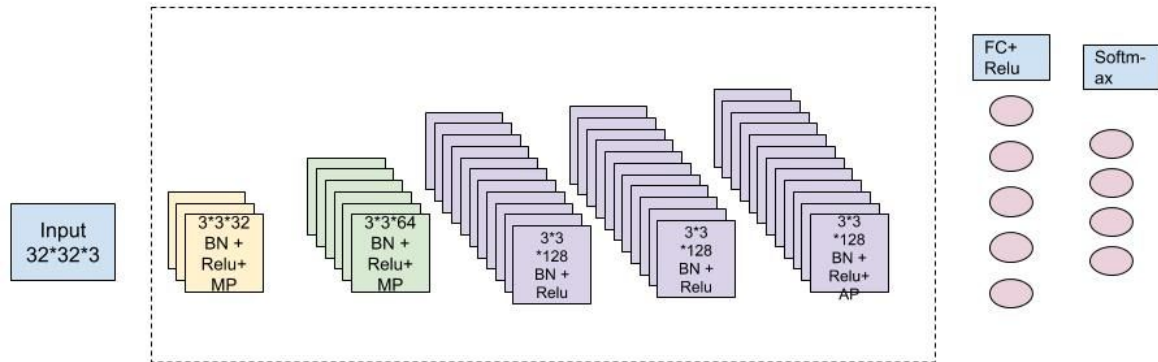 Input
32*32*3
3*3*32
BN +
Relu+
MP
3*3*64
BN +
Relu+
MP
3*3
*128
BN +
Relu
3*3
*128
BN +
Relu
3*3
*128
BN +
Relu+
AP
FC+
Relu
Softm-
ax